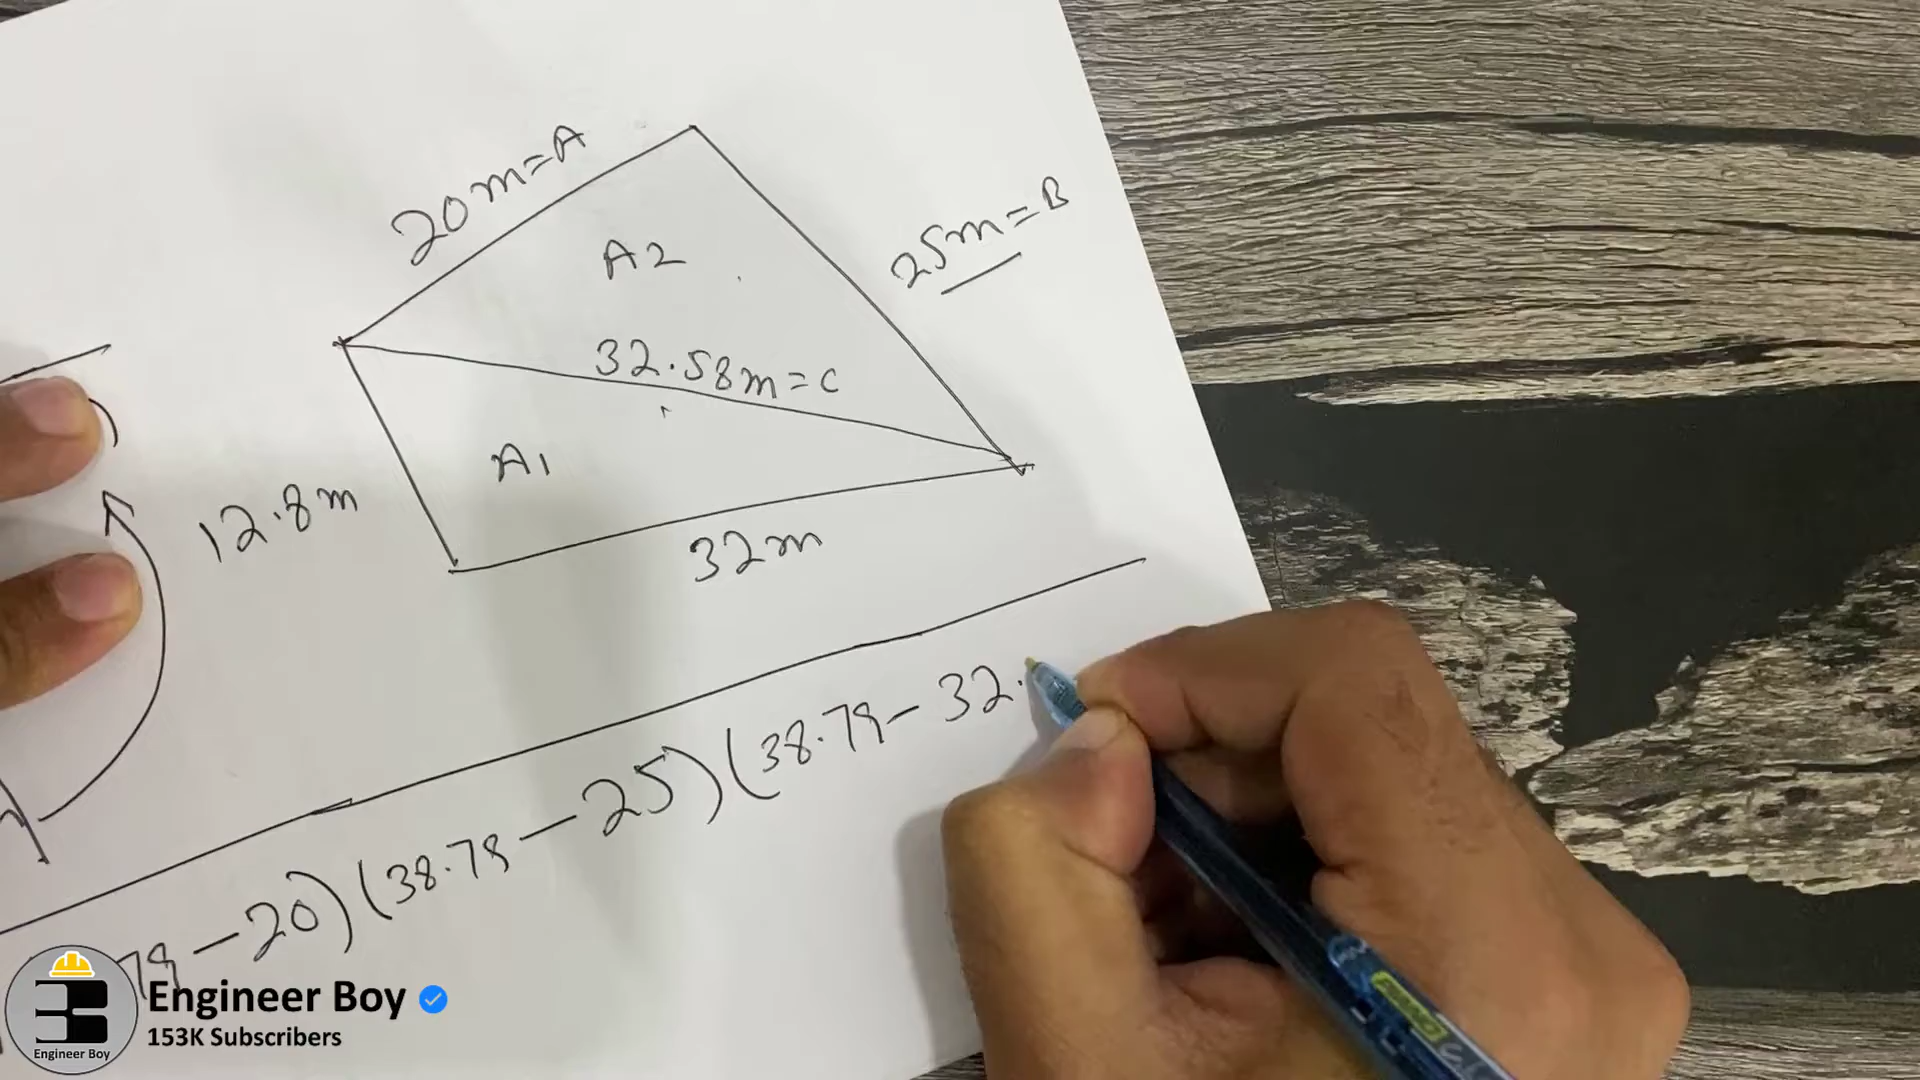 20m=A
25m=B
A2
32.58m=C
A1
12.8m
32m
79-20)(38.79-25)(38.79-32.
Engineer Boy
153K Subscribers
Engineer Boy